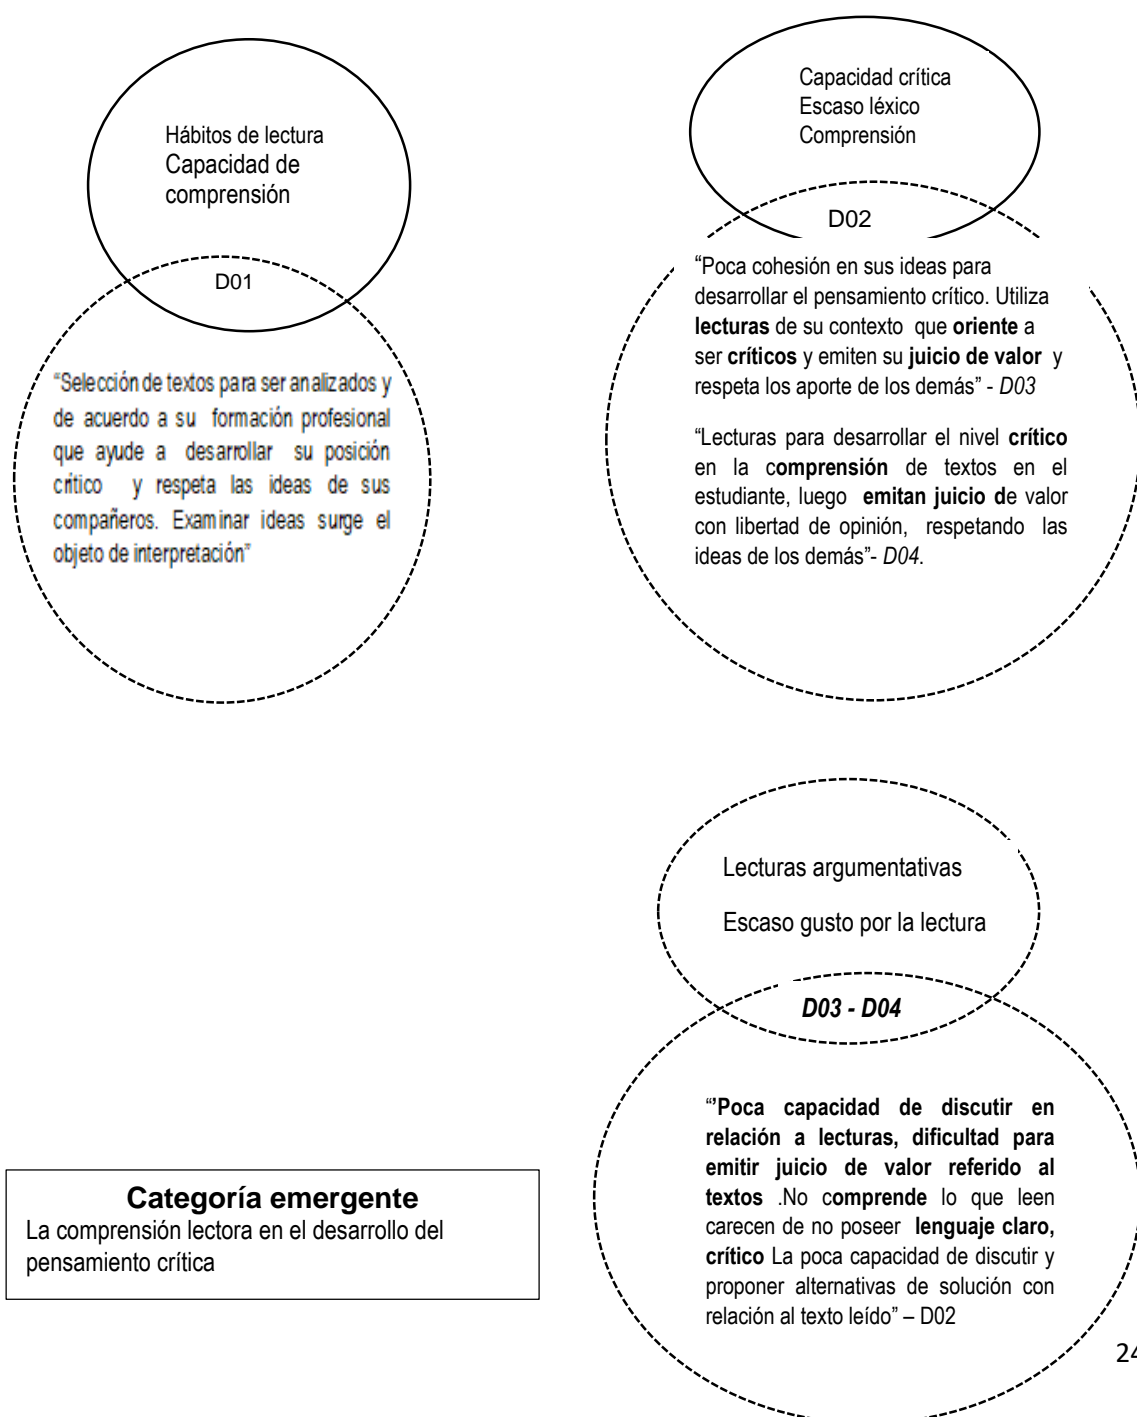 Hábitos de lectura
Capacidad de
comprensión
D01
“Selección de textos para ser analizados y
de acuerdo a su formación profesional
que ayude a desarrollar su posición
crítico y respeta las ideas de sus
compañeros. Examinar ideas surge el
objeto de interpretación”
Capacidad crítica
Escaso léxico
Comprensión
D02
“Poca cohesión en sus ideas para
desarrollar el pensamiento crítico. Utiliza
lecturas de su contexto que oriente a
ser críticos y emiten su juicio de valor y
respeta los aporte de los demás” - D03
“Lecturas para desarrollar el nivel crítico
en la comprensión de textos en el
estudiante, luego emitan juicio de valor
con libertad de opinión, respetando las
ideas de los demás”- D04.
Lecturas argumentativas
Escaso gusto por la lectura
D03 - D04
“’Poca capacidad de discutir en
relación a lecturas, dificultad para
emitir juicio de valor referido al
textos .No comprende lo que leen
carecen de no poseer lenguaje claro,
crítico La poca capacidad de discutir y
proponer alternativas de solución con
relación al texto leído” – D02
Categoría emergente
La comprensión lectora en el desarrollo del
pensamiento crítica
24